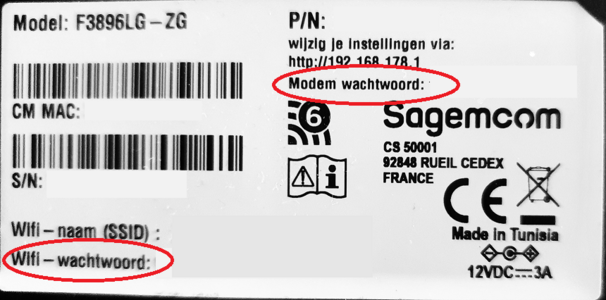 Model: F3896LG-ZG
CM MAC:
S/N:
Wifi-naam (SSID) :
Wifi-wachtwoord:
P/N:
wijzig je instellingen via:
http://192.168.178.1
Modem wachtwoord:
6
Sagemcom
CS 50001
92848 RUEIL CEDEX
FRANCE
CE
Made in Tunisia
12VDC⎓3A